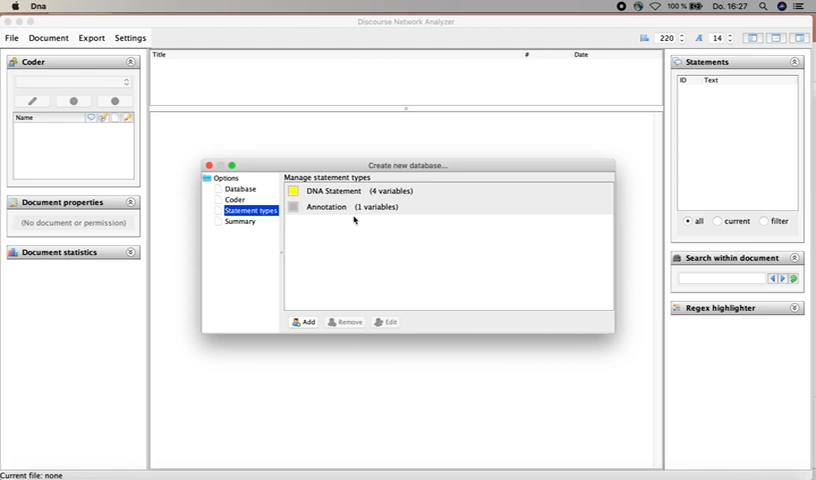 Dna
100 %
Do. 16:27
Discourse Network Analyzer
File Document Export Settings
220
14
Coder
Name
Document properties
(No document or permission)
Document statistics
Title # Date
Create new database...
Options
Database
Coder
Statement types
Summary
Manage statement types
DNA Statement (4 variables)
Annotation (1 variables)
Add Remove Edit
Statements
ID Text
all current filter
Search within document
Regex highlighter
Current file: none